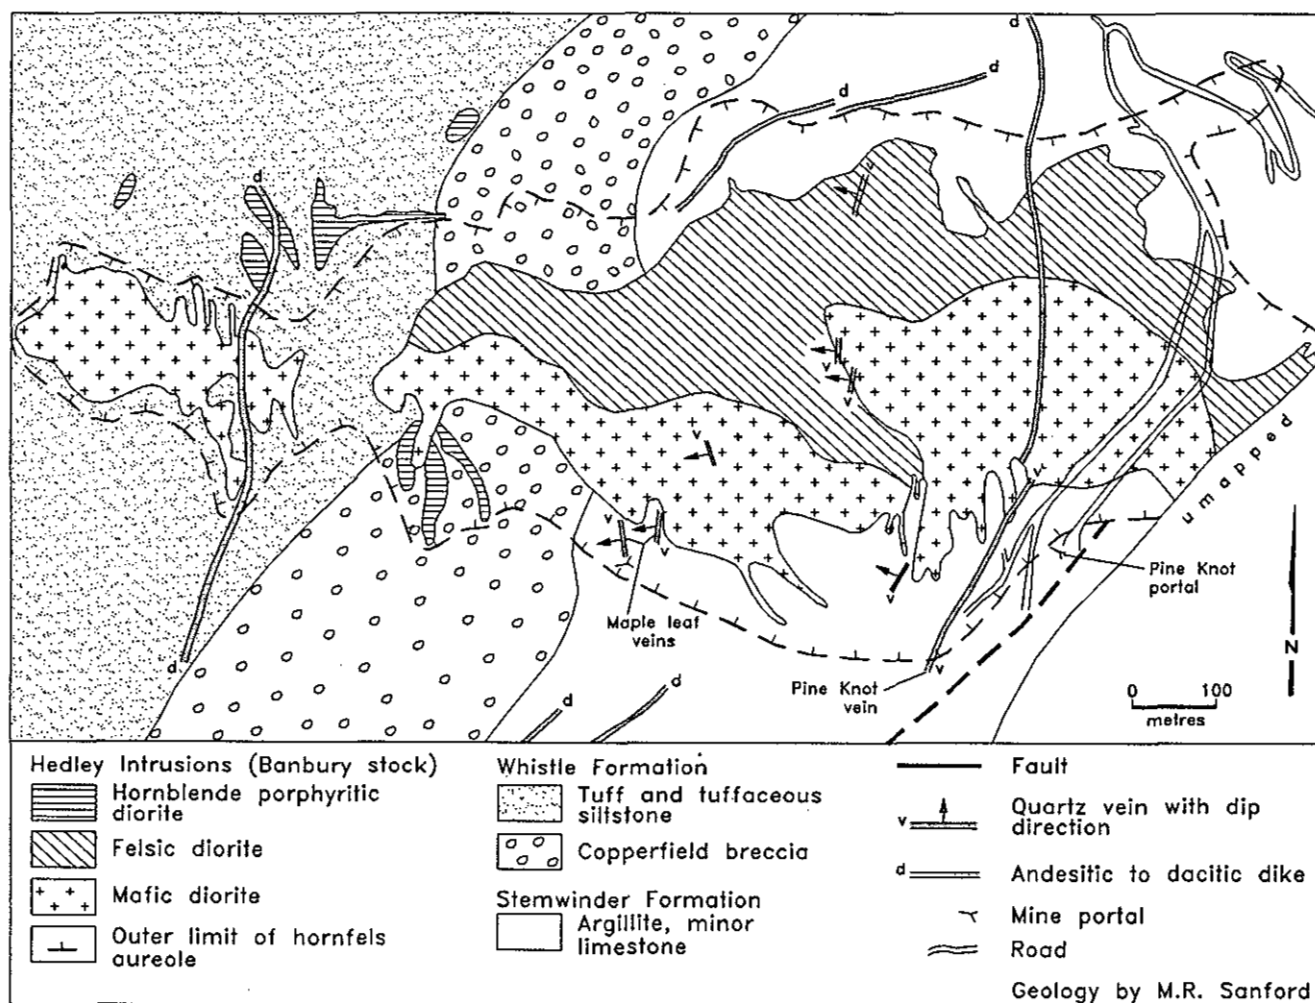 d
d
d
d
d
v
v
v
v
v
v
v
v
Maple leaf
veins
Pine Knot
vein
Pine Knot
portal
umapped
d
d
d
N
0 100
metres
Hedley Intrusions (Banbury stock)
Hornblende porphyritic
diorite
Felsic diorite
Mafic diorite
Outer limit of hornfels
aureole
Whistle Formation
Tuff and tuffaceous
siltstone
Copperfield breccia
Stemwinder Formation
Argillite, minor
limestone
Fault
v
Quartz vein with dip
direction
d
Andesitic to dacitic dike
Mine portal
Road
Geology by M.R. Sanford